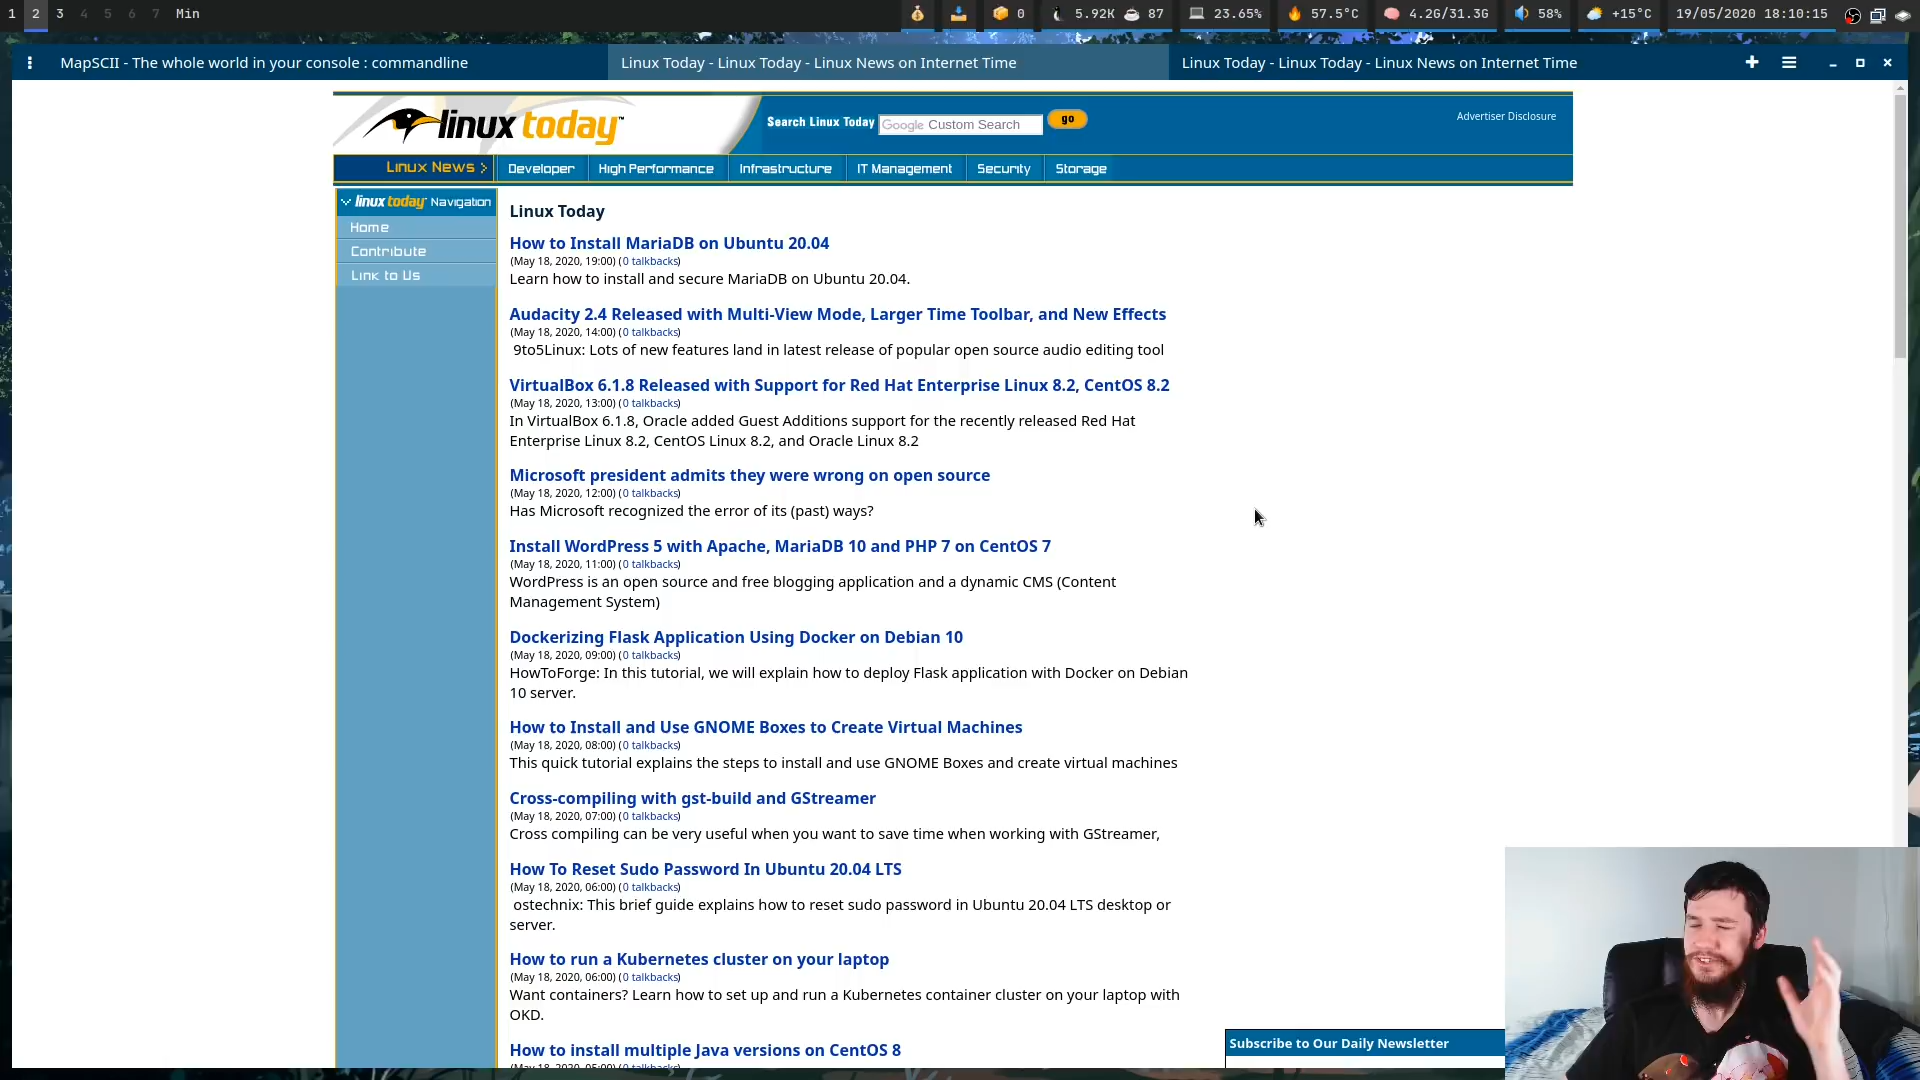 1 2 3 4 5 6 7 Min 0 5.92K 87 23.65% 57.5°C 4.2G/31.3G 58% +15°C 19/05/2020 18:10:15
MapSCII - The whole world in your console : commandline
Linux Today - Linux Today - Linux News on Internet Time
Linux Today - Linux Today - Linux News on Internet Time
linux today™
Search Linux Today Google Custom Search go
Advertiser Disclosure
Linux News > Developer High Performance Infrastructure IT Management Security Storage
linux today Navigation
Home
Contribute
Link to Us
Linux Today
How to Install MariaDB on Ubuntu 20.04
(May 18, 2020, 19:00) (0 talkbacks)
Learn how to install and secure MariaDB on Ubuntu 20.04.
Audacity 2.4 Released with Multi-View Mode, Larger Time Toolbar, and New Effects
(May 18, 2020, 14:00) (0 talkbacks)
9to5Linux: Lots of new features land in latest release of popular open source audio editing tool
VirtualBox 6.1.8 Released with Support for Red Hat Enterprise Linux 8.2, CentOS 8.2
(May 18, 2020, 13:00) (0 talkbacks)
In VirtualBox 6.1.8, Oracle added Guest Additions support for the recently released Red Hat
Enterprise Linux 8.2, CentOS Linux 8.2, and Oracle Linux 8.2
Microsoft president admits they were wrong on open source
(May 18, 2020, 12:00) (0 talkbacks)
Has Microsoft recognized the error of its (past) ways?
Install WordPress 5 with Apache, MariaDB 10 and PHP 7 on CentOS 7
(May 18, 2020, 11:00) (0 talkbacks)
WordPress is an open source and free blogging application and a dynamic CMS (Content
Management System)
Dockerizing Flask Application Using Docker on Debian 10
(May 18, 2020, 09:00) (0 talkbacks)
HowToForge: In this tutorial, we will explain how to deploy Flask application with Docker on Debian
10 server.
How to Install and Use GNOME Boxes to Create Virtual Machines
(May 18, 2020, 08:00) (0 talkbacks)
This quick tutorial explains the steps to install and use GNOME Boxes and create virtual machines
Cross-compiling with gst-build and GStreamer
(May 18, 2020, 07:00) (0 talkbacks)
Cross compiling can be very useful when you want to save time when working with GStreamer,
How To Reset Sudo Password In Ubuntu 20.04 LTS
(May 18, 2020, 06:00) (0 talkbacks)
ostechnix: This brief guide explains how to reset sudo password in Ubuntu 20.04 LTS desktop or
server.
How to run a Kubernetes cluster on your laptop
(May 18, 2020, 06:00) (0 talkbacks)
Want containers? Learn how to set up and run a Kubernetes container cluster on your laptop with
OKD.
How to install multiple Java versions on CentOS 8
(May 18, 2020, 05:00) (0 talkbacks)
Subscribe to Our Daily Newsletter